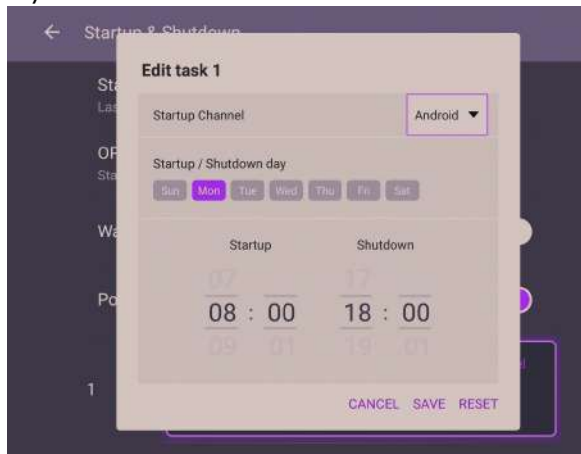 Startup & Shutdown
Edit task 1
Startup Channel
Android
Startup / Shutdown day
Sun Mon Tue Wed Thu Fri Sat
Startup Shutdown
07 17
08 : 00 18 : 00
09 01 19 01
1
CANCEL SAVE RESET